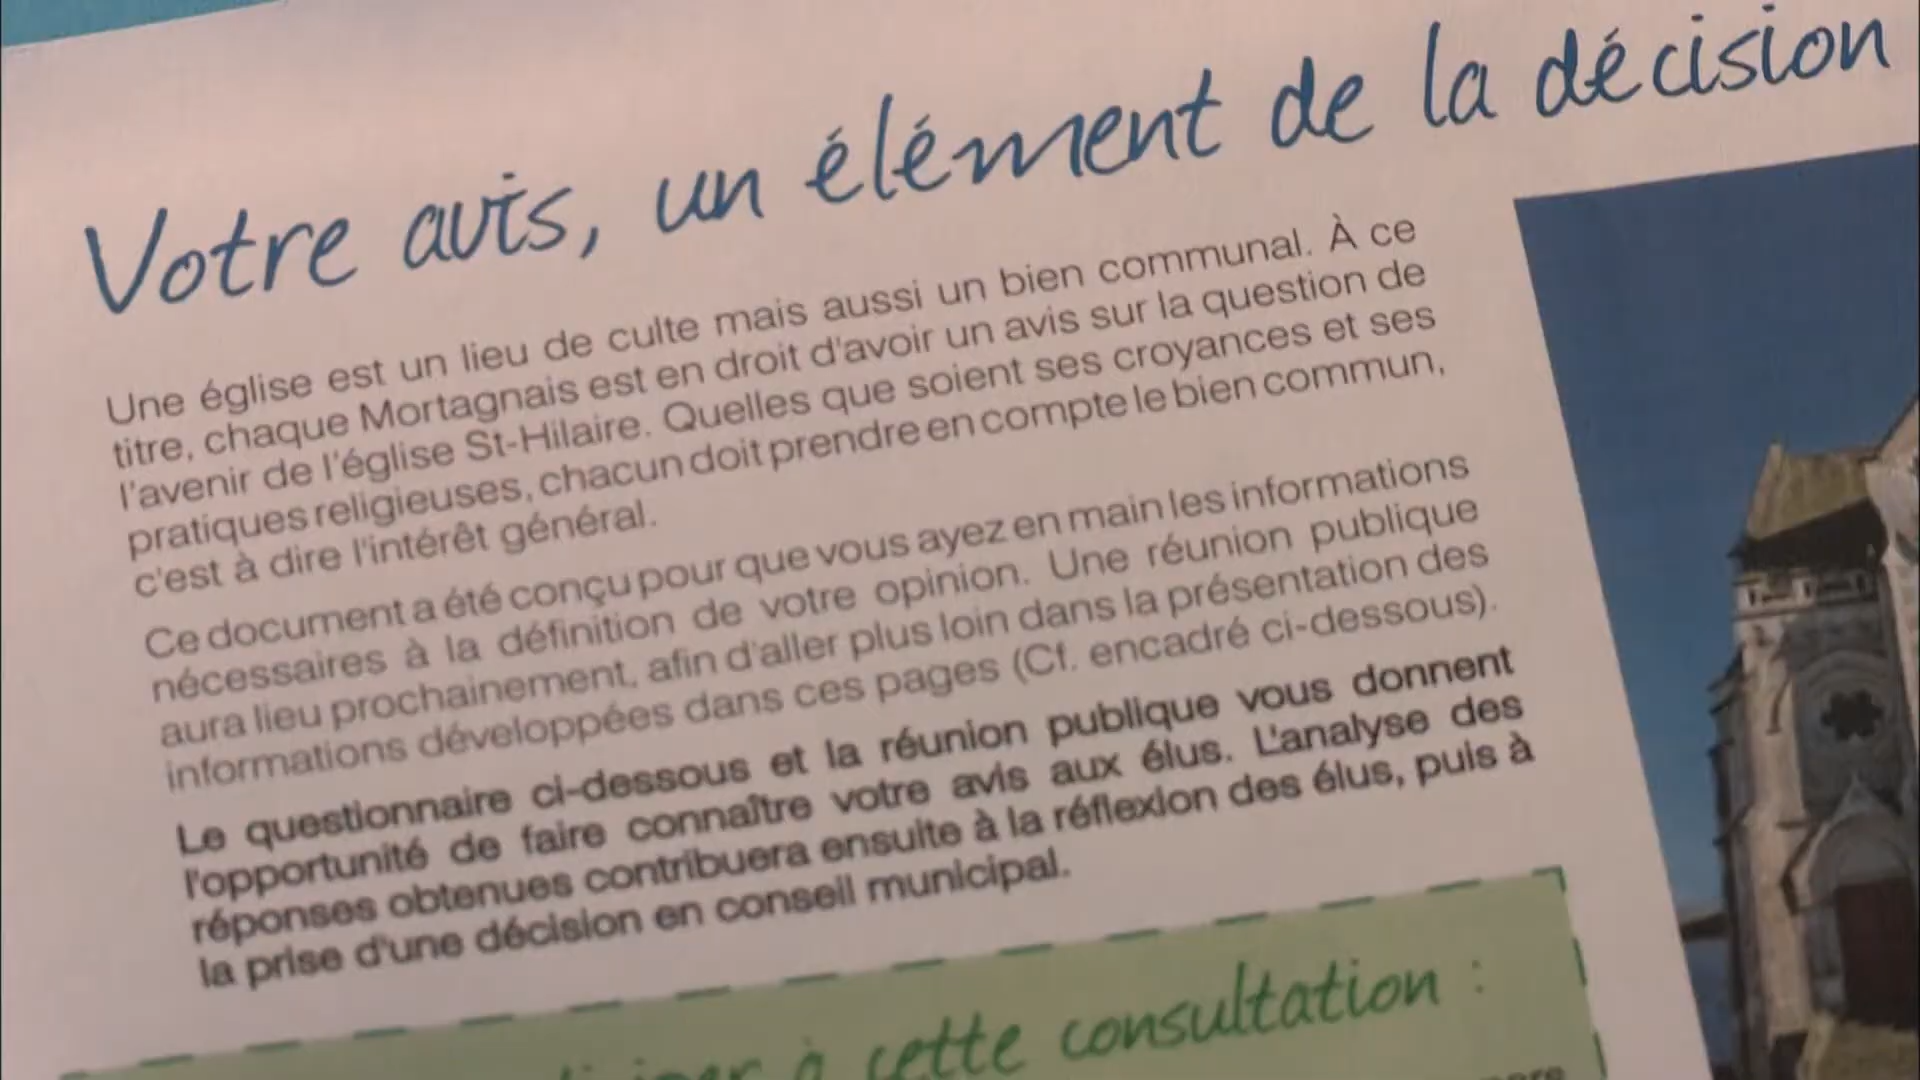 Votre avis, un élément de la décision
Une église est un lieu de culte mais aussi un bien communal. À ce
titre, chaque Mortagnais est en droit d'avoir un avis sur la question de
l'avenir de l'église St-Hilaire. Quelles que soient ses croyances et ses
pratiques religieuses, chacun doit prendre en compte le bien commun,
c'est à dire l'intérêt général.
Ce document a été conçu pour que vous ayez en main les informations
nécessaires à la définition de votre opinion. Une réunion publique
aura lieu prochainement, afin d'aller plus loin dans la présentation des
informations développées dans ces pages (Cf. encadré ci-dessous).
Le questionnaire ci-dessous et la réunion publique vous donnent
l'opportunité de faire connaître votre avis aux élus. L'analyse des
réponses obtenues contribuera ensuite à la réflexion des élus, puis à
la prise d'une décision en conseil municipal.
à cette consultation :